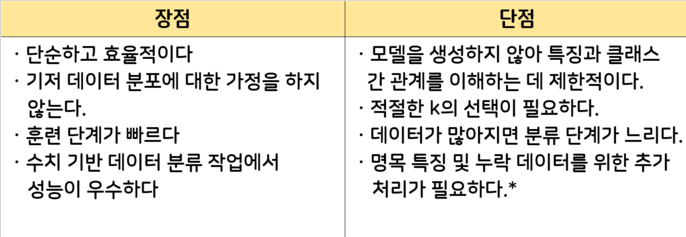 장점
· 단순하고 효율적이다
· 기저 데이터 분포에 대한 가정을 하지
않는다.
· 훈련 단계가 빠르다
· 수치 기반 데이터 분류 작업에서
성능이 우수하다
단점
· 모델을 생성하지 않아 특징과 클래스
간 관계를 이해하는 데 제한적이다.
· 적절한 k의 선택이 필요하다.
· 데이터가 많아지면 분류 단계가 느리다.
· 명목 특징 및 누락 데이터를 위한 추가
처리가 필요하다.*